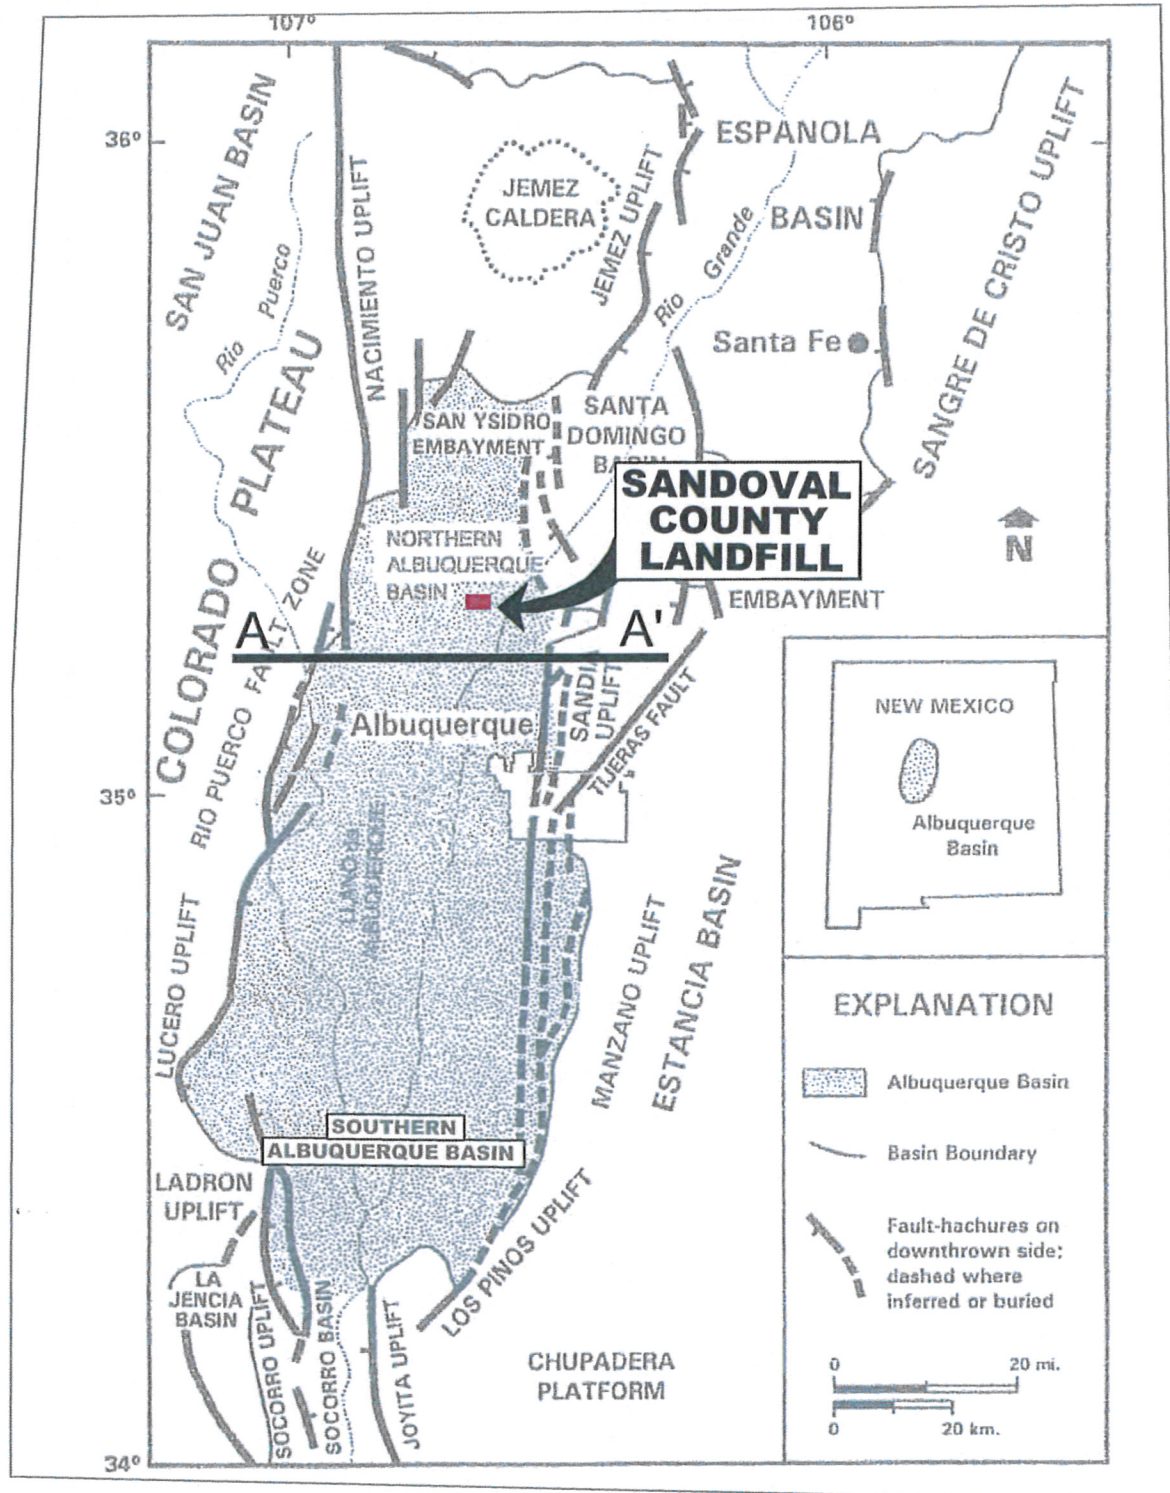 107°
106°
36°
SAN JUAN BASIN
Rio
Puerco
NACIMIENTO UPLIFT
JEMEZ
CALDERA
JEMEZ UPLIFT
Rio
Grande
ESPANOLA
BASIN
Santa Fe
SANGRE DE CRISTO UPLIFT
COLORADO
PLATEAU
SAN YSIDRO
EMBAYMENT
SANTA
DOMINGO
BASIN
SANDOVAL
COUNTY
LANDFILL
NORTHERN
ALBUQUERQUE
BASIN
N
EMBAYMENT
A
A'
RIO PUERCO FAULT ZONE
SANDIA
UPLIFT
TIJERAS FAULT
Albuquerque
35°
LLANO de
ALBUQUERQUE
NEW MEXICO
Albuquerque
Basin
LUCERO UPLIFT
MANZANO UPLIFT
ESTANCIA BASIN
SOUTHERN
ALBUQUERQUE BASIN
LADRON
UPLIFT
LOS PINOS UPLIFT
LA
JENCIA
BASIN
SOCORRO UPLIFT
SOCORRO BASIN
JOYITA UPLIFT
CHUPADERA
PLATFORM
34°
EXPLANATION
Albuquerque Basin
Basin Boundary
Fault-hachures on
downthrown side;
dashed where
inferred or buried
0 20 mi.
0 20 km.